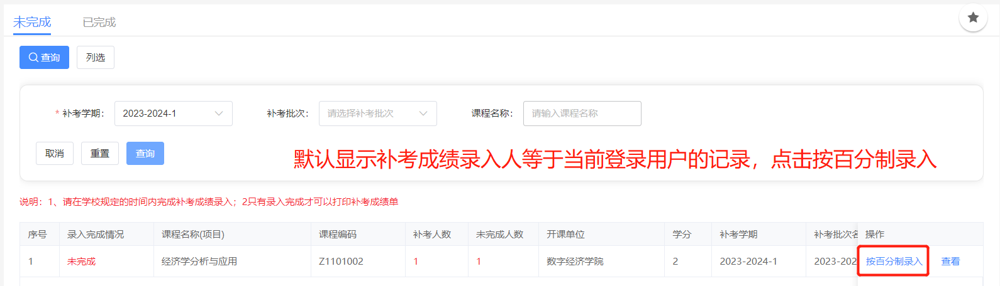 未完成 已完成
查询 列选
* 补考学期： 2023-2024-1 补考批次： 请选择补考批次 课程名称： 请输入课程名称
取消 重置 查询
默认显示补考成绩录入人等于当前登录用户的记录，点击按百分制录入
说明：1、请在学校规定的时间内完成补考成绩录入；2只有录入完成才可以打印补考成绩单
序号 录入完成情况 课程名称(项目) 课程编码 补考人数 未完成人数 开课单位 学分 补考学期 补考批次名 操作
1 未完成 经济学分析与应用 Z1101002 1 1 数字经济学院 2 2023-2024-1 2023-202 按百分制录入 查看